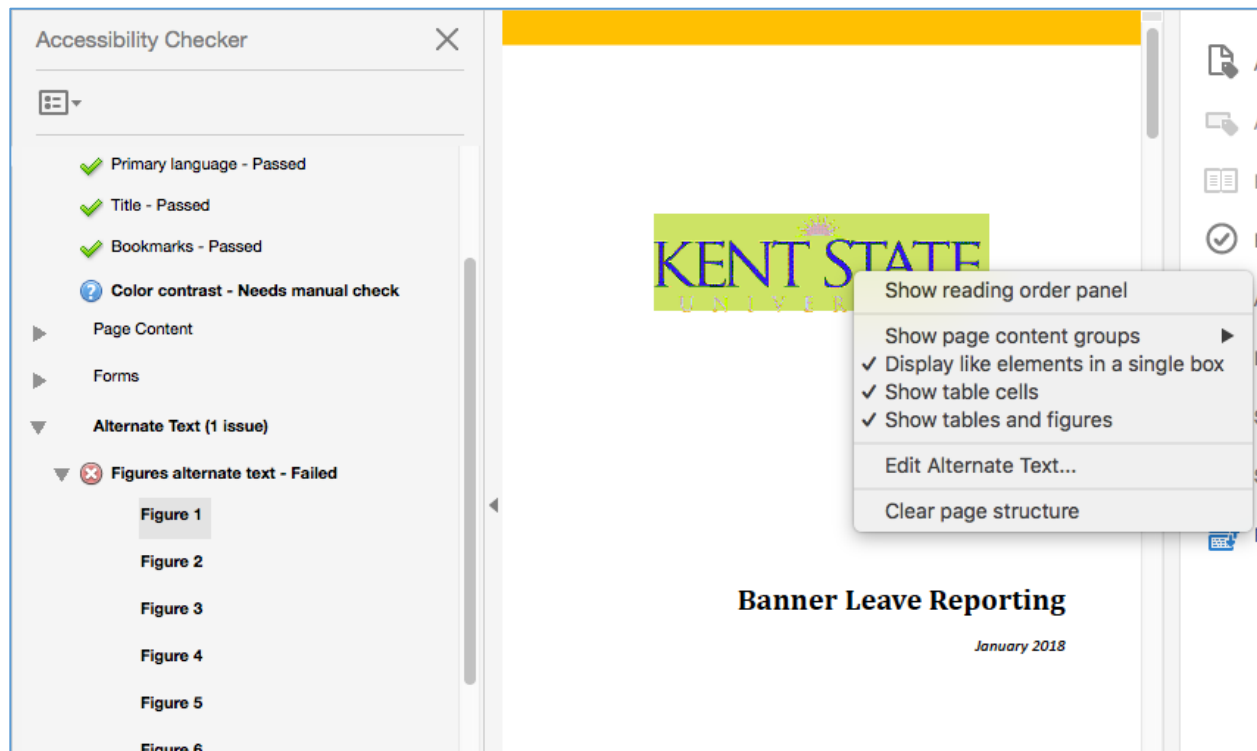 Accessibility Checker
Primary language - Passed
Title - Passed
Bookmarks - Passed
Color contrast - Needs manual check
Page Content
Forms
Alternate Text (1 issue)
Figures alternate text - Failed
Figure 1
Figure 2
Figure 3
Figure 4
Figure 5
Figure 6
KENT STATE
Show reading order panel
Show page content groups
Display like elements in a single box
Show table cells
Show tables and figures
Edit Alternate Text...
Clear page structure
Banner Leave Reporting
January 2018